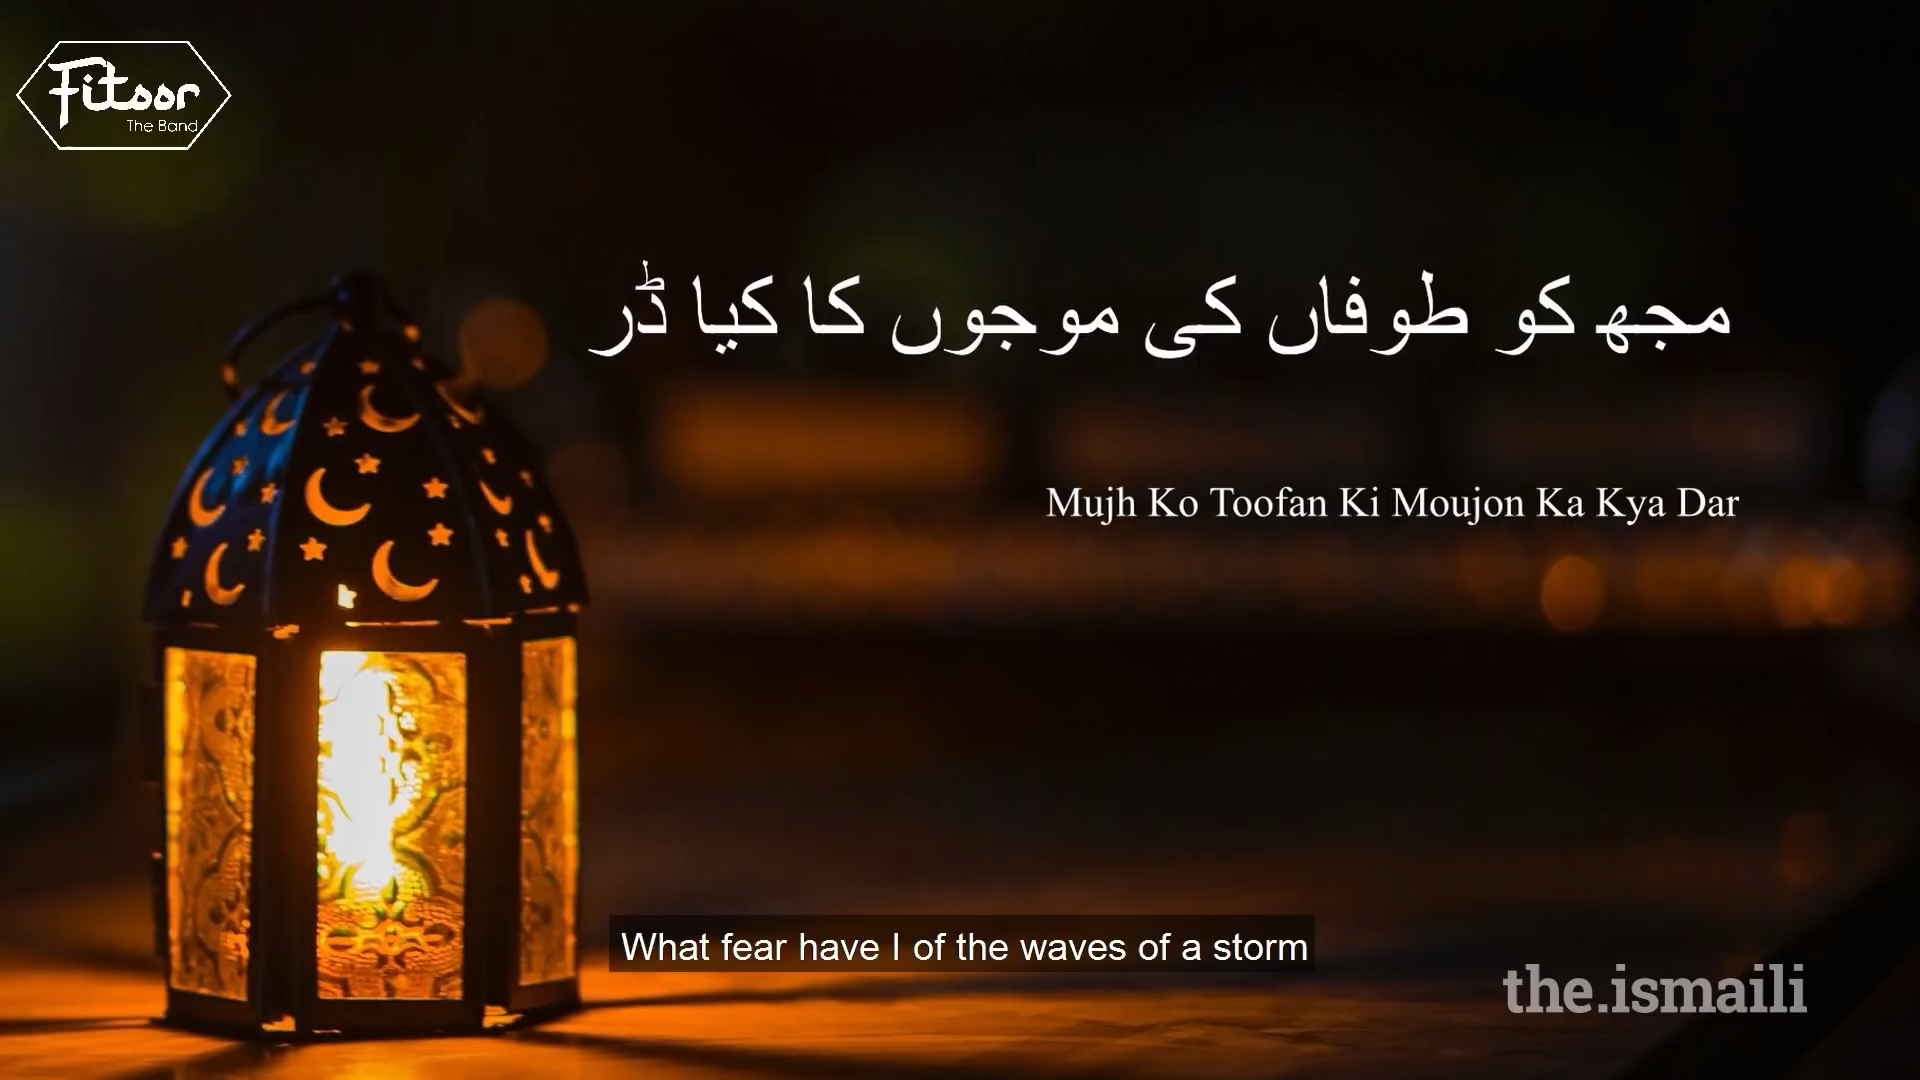 Fitoor
The Band
مجھ کو طوفاں کی موجوں کا کیا ڈر
Mujh Ko Toofan Ki Moujon Ka Kya Dar
What fear have I of the waves of a storm
the.ismaili